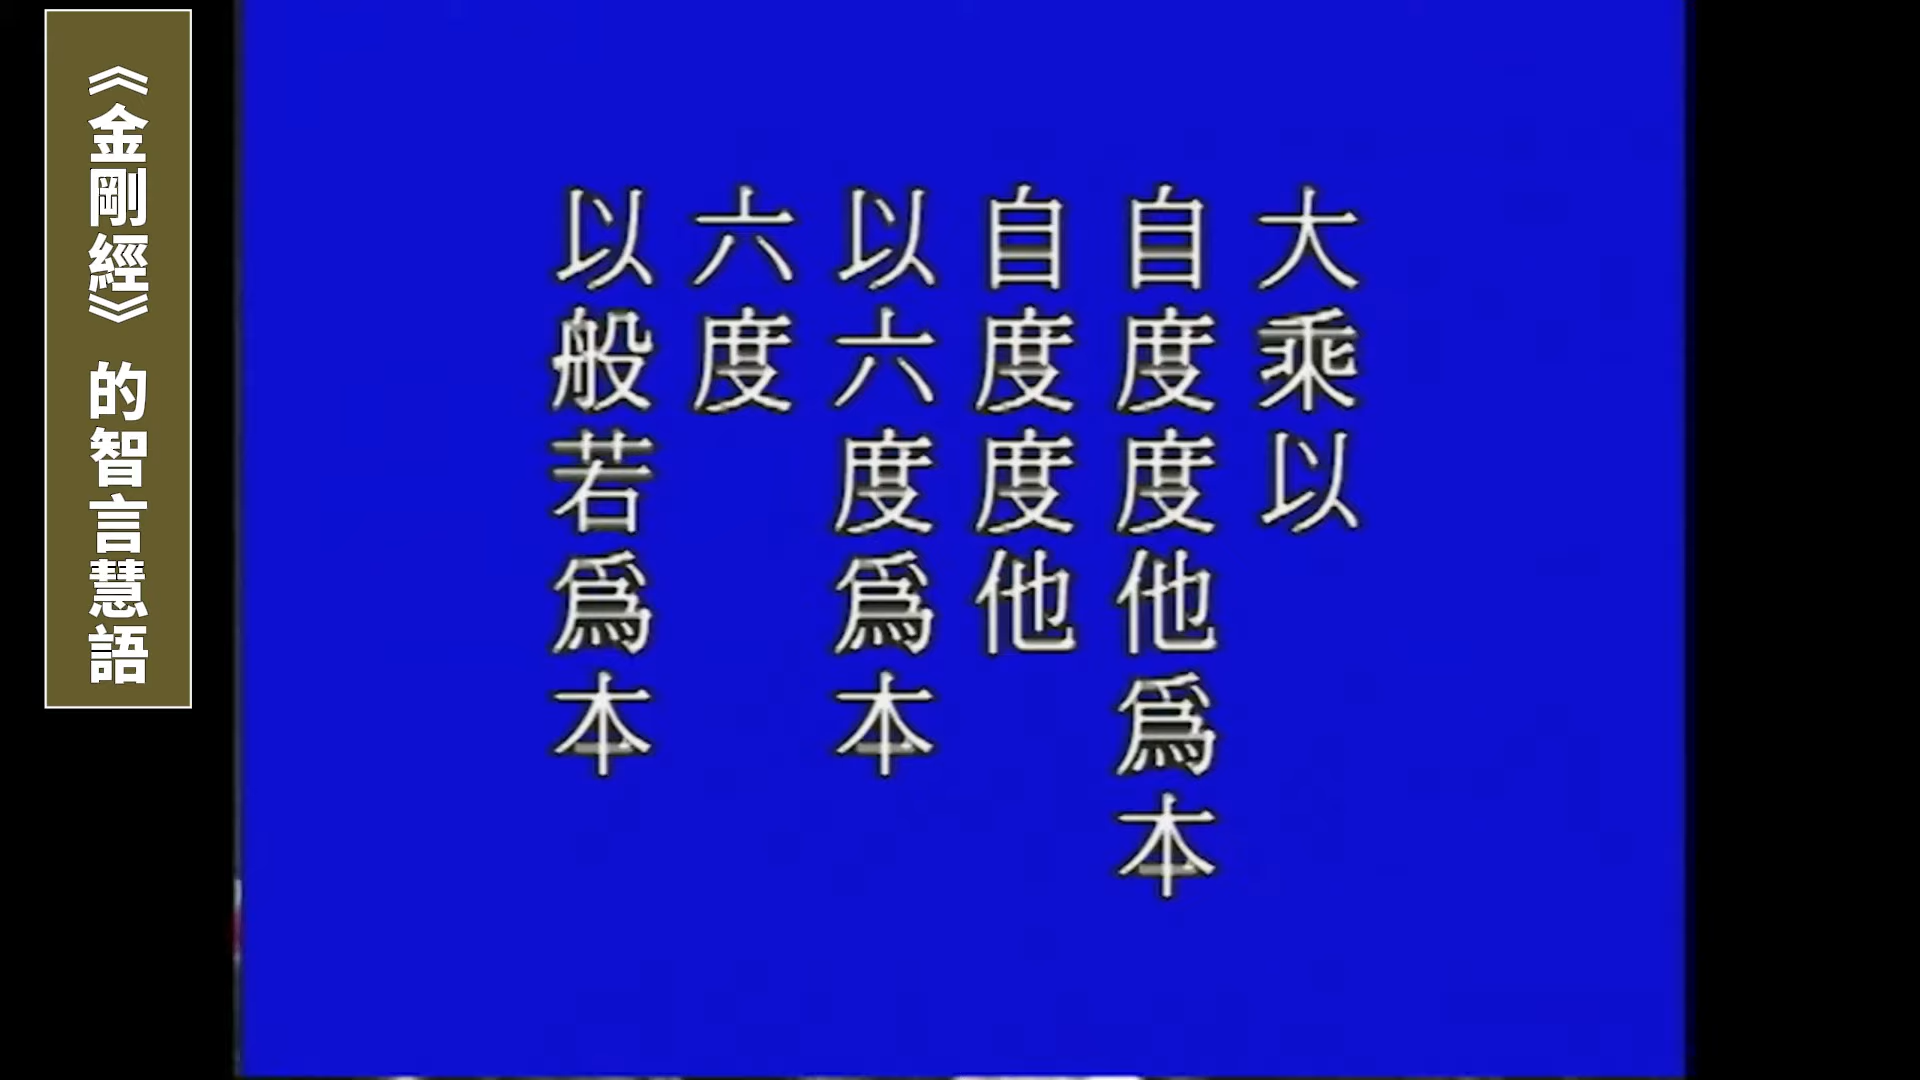 《金剛經》的智言慧語
大乘以
自度度他爲本
自度度他
以六度爲本
六度
以般若爲本